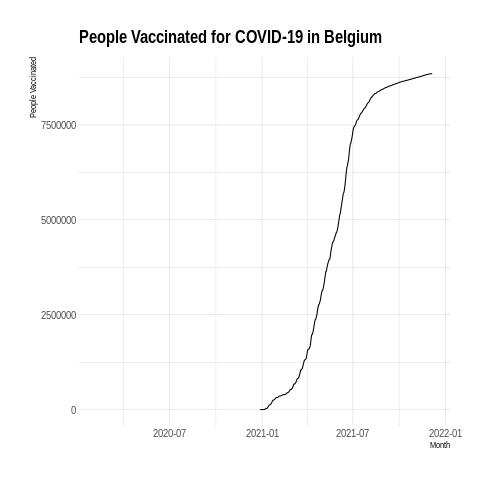 People Vaccinated for COVID-19 in Belgium
People Vaccinated
7500000
5000000
2500000
0
2020-07 2021-01 2021-07 2022-01
Month